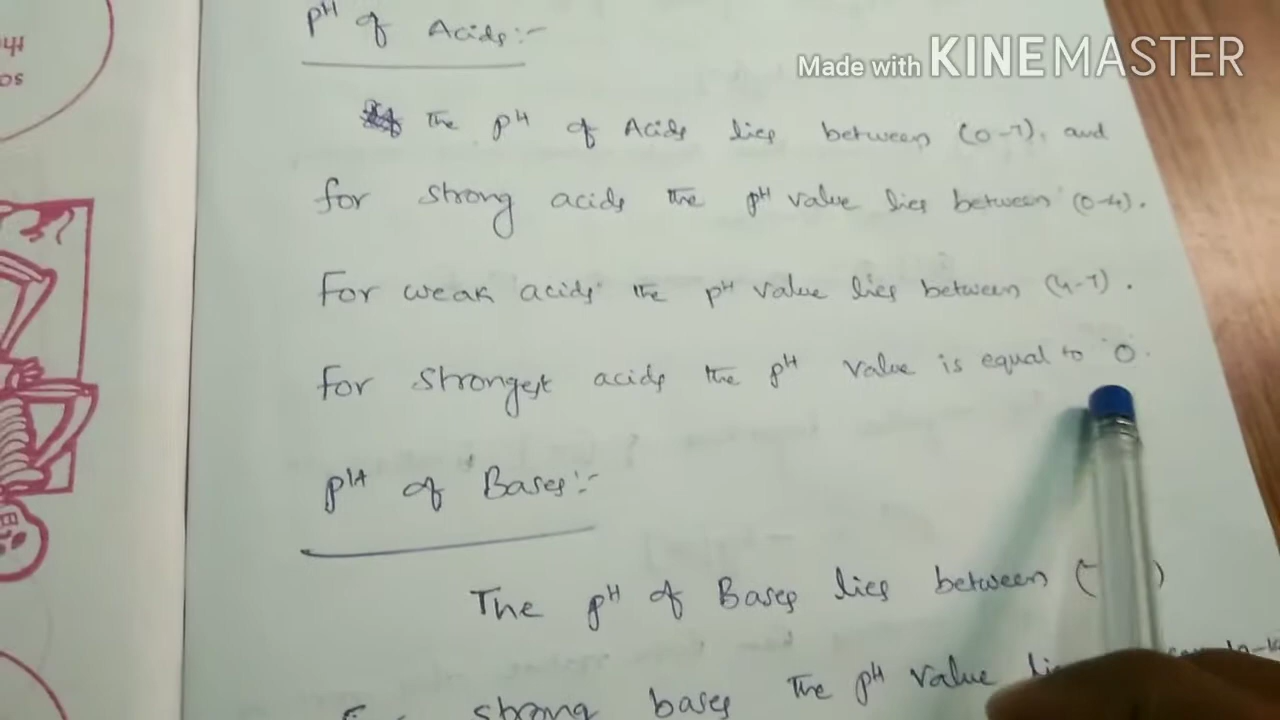 Made with KINEMASTER
pH of Acids:-
The pH of Acids lies between (0-7), and
for strong acids the pH value lies between (0-4).
For weak acids the pH value lies between (4-7).
For strongest acids the pH value is equal to '0'.
pH of Bases:-
The pH of Bases lies between (
strong bases the pH value